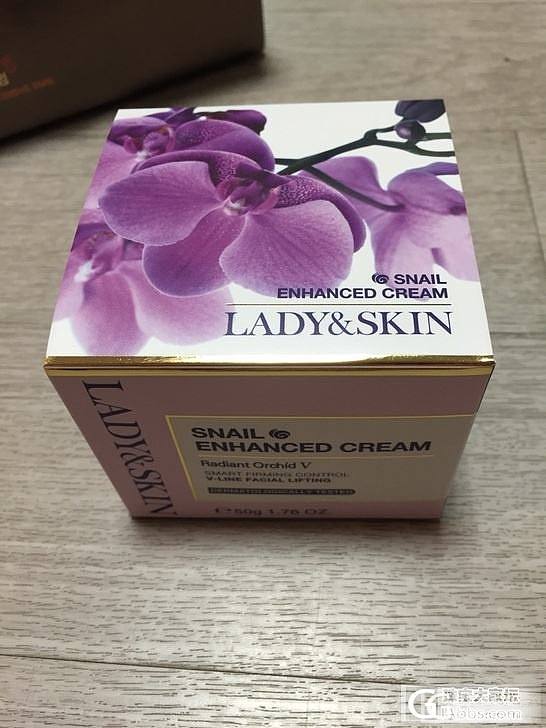 SNAIL
ENHANCED CREAM
LADY&SKIN
LADY&SKIN
SNAIL
ENHANCED CREAM
Radiant Orchid V
SMART FIRMING CONTROL
V-LINE FACIAL LIFTING
DERMATOLOGICALLY TESTED
50g 1.76 OZ.